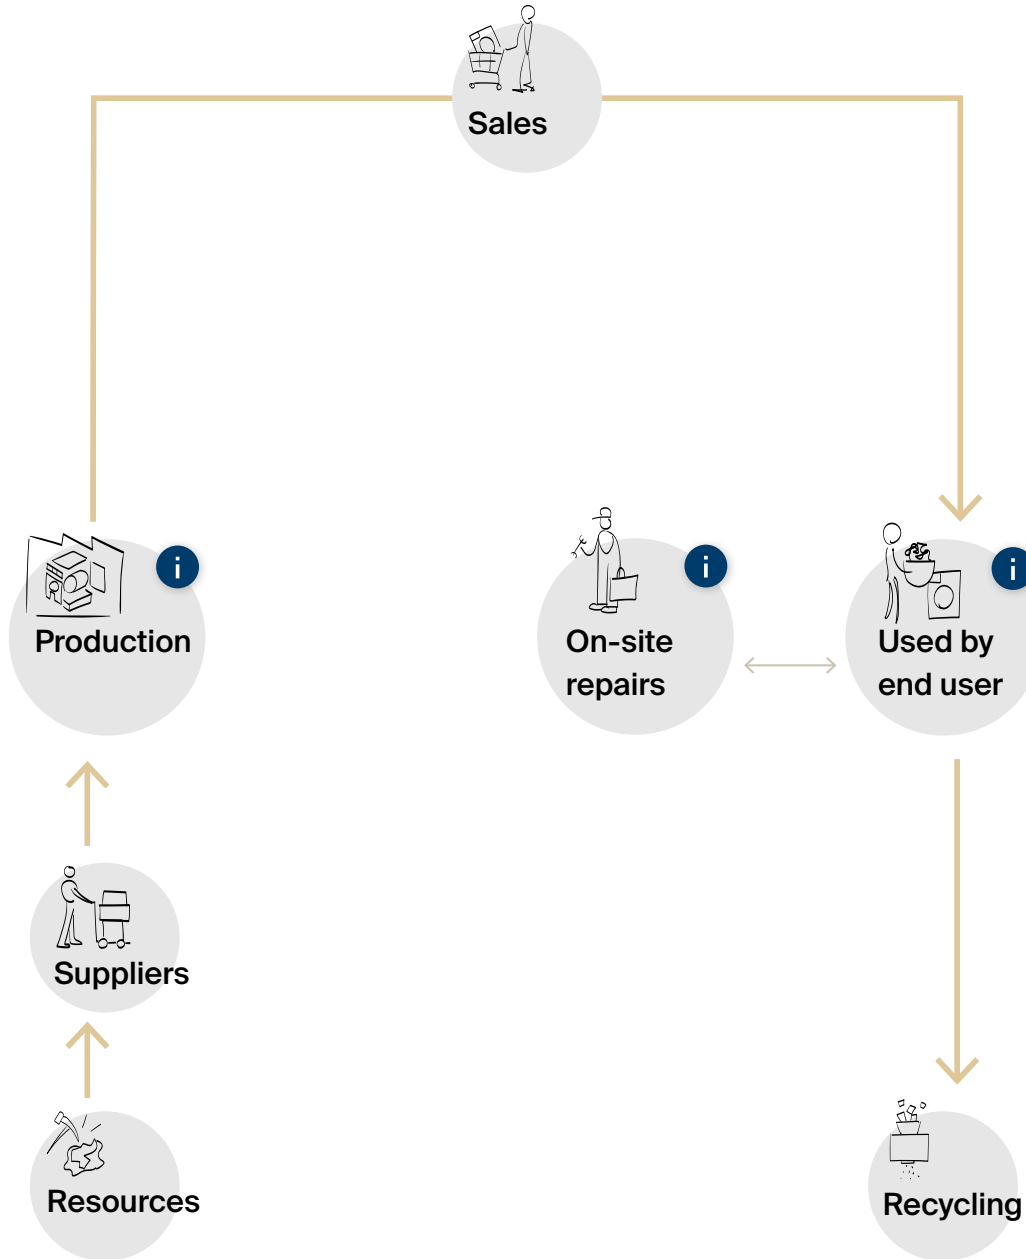 Sales
i
Production
i
On-site
repairs
i
Used by
end user
Suppliers
Resources
Recycling